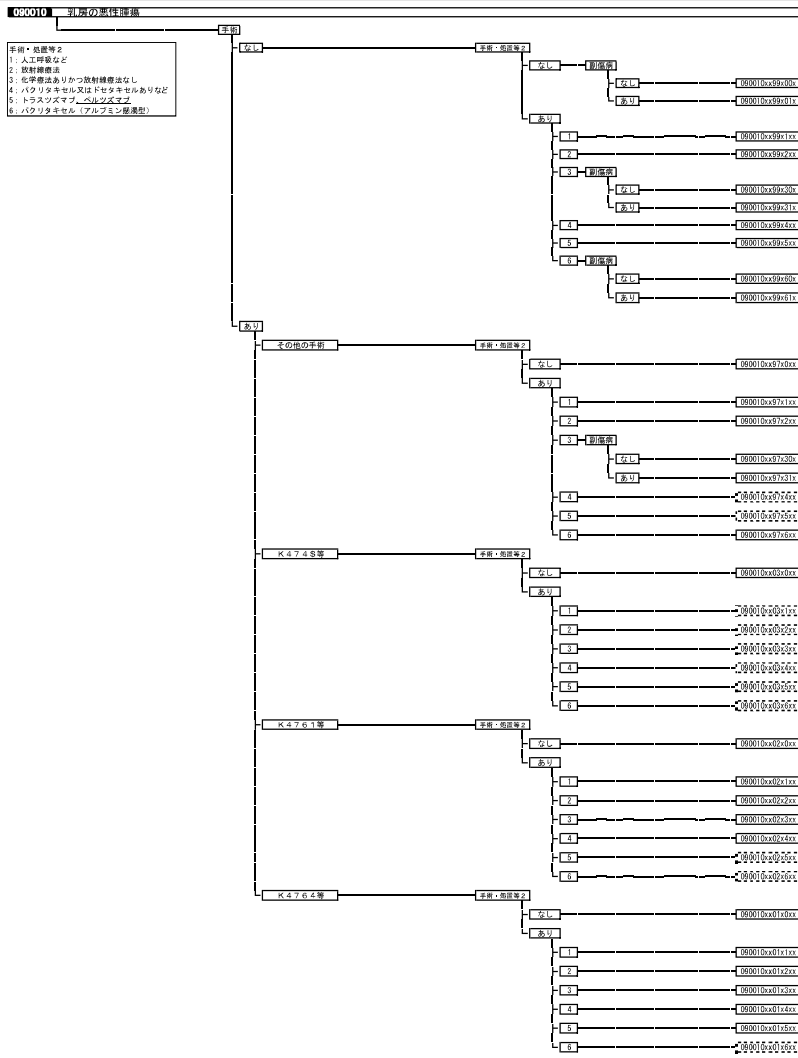 090010 乳房の悪性腫瘍
手術
手術・処置等2
1:人工呼吸など
2:放射線療法
3:化学療法ありかつ放射線療法なし
4:パクリタキセル又はドセタキセルありなど
5:トラスツズマブ、ペルツズマブ
6:パクリタキセル(アルブミン懸濁型)
なし 手術・処置等2
なし 副傷病
なし 090010xx99x00x
あり 090010xx99x01x
あり
1 090010xx99x1xx
2 090010xx99x2xx
3 副傷病
なし 090010xx99x30x
あり 090010xx99x31x
4 090010xx99x4xx
5 090010xx99x5xx
6 副傷病
なし 090010xx99x60x
あり 090010xx99x61x
あり
その他の手術 手術・処置等2
なし 090010xx97x0xx
あり
1 090010xx97x1xx
2 090010xx97x2xx
3 副傷病
なし 090010xx97x30x
あり 090010xx97x31x
4 090010xx97x4xx
5 090010xx97x5xx
6 090010xx97x6xx
K474$等 手術・処置等2
なし 090010xx03x0xx
あり
1 090010xx03x1xx
2 090010xx03x2xx
3 090010xx03x3xx
4 090010xx03x4xx
5 090010xx03x5xx
6 090010xx03x6xx
K4761等 手術・処置等2
なし 090010xx02x0xx
あり
1 090010xx02x1xx
2 090010xx02x2xx
3 090010xx02x3xx
4 090010xx02x4xx
5 090010xx02x5xx
6 090010xx02x6xx
K4764等 手術・処置等2
なし 090010xx01x0xx
あり
1 090010xx01x1xx
2 090010xx01x2xx
3 090010xx01x3xx
4 090010xx01x4xx
5 090010xx01x5xx
6 090010xx01x6xx